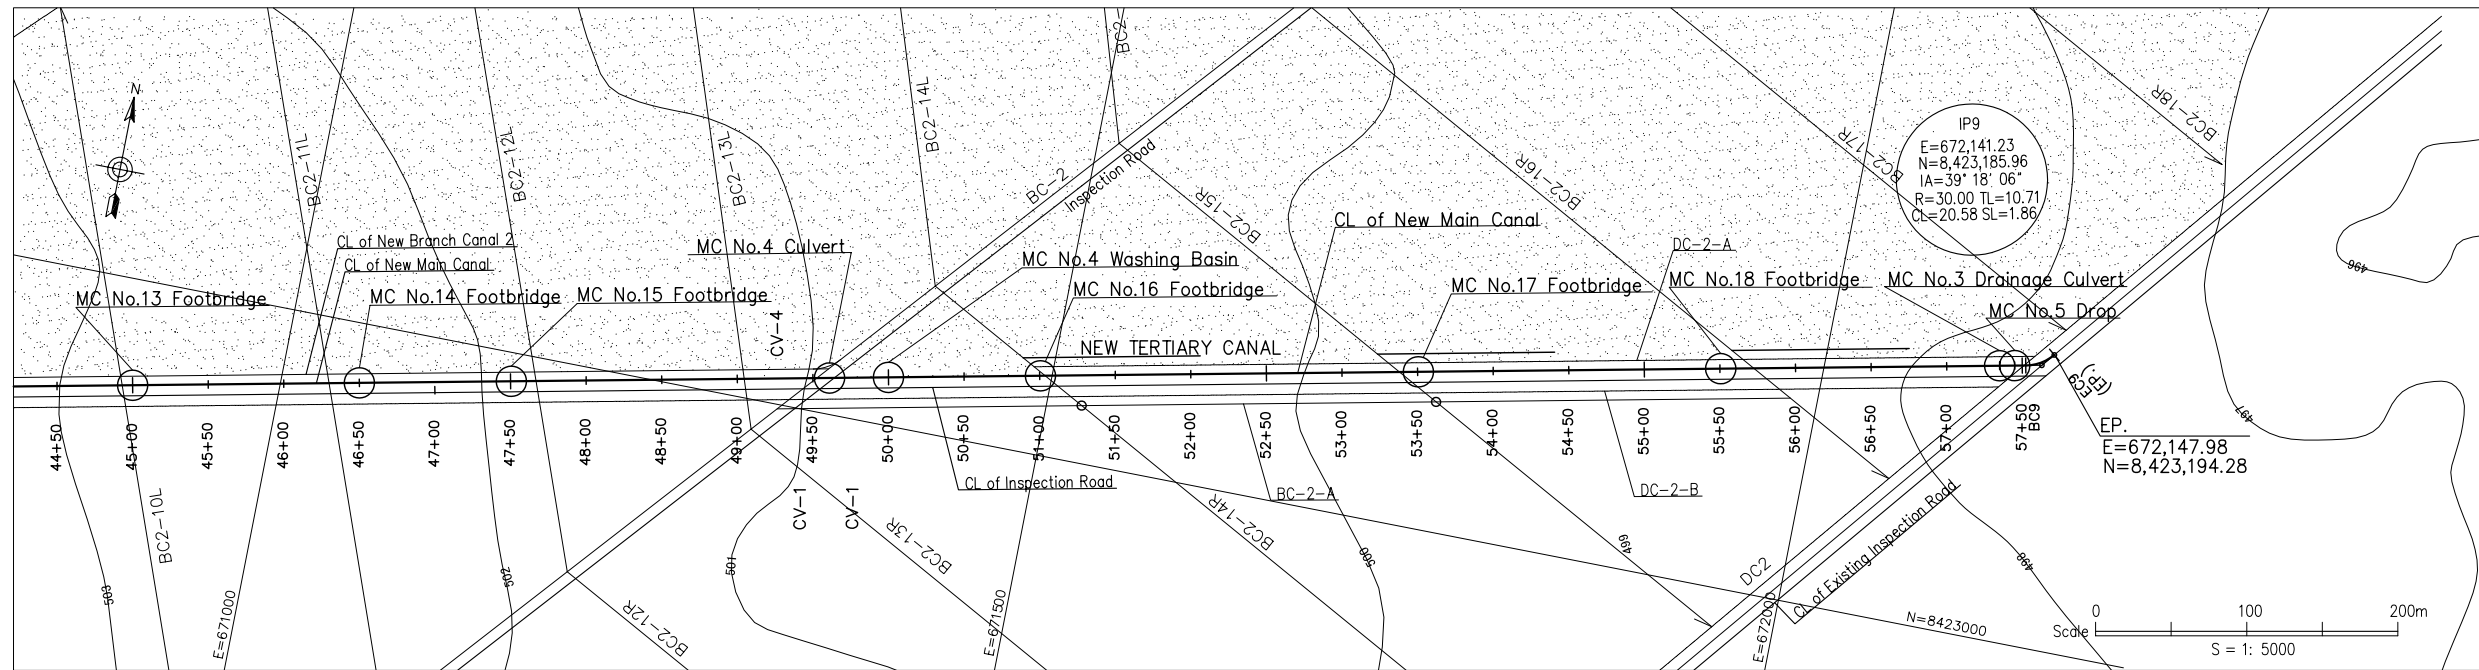 N
BC2-
BC2-11L
BC2-12L
BC2-13L
BC2-14L
BC-2
Inspection Road
BC2-15R
BC2-16R
BC2-17R
BC2-18R
IP9
E=672,141.23
N=8,423,185.96
IA=39° 18' 06"
R=30.00 TL=10.71
CL=20.58 SL=1.86
CL of New Branch Canal 2
CL of New Main Canal
MC No.4 Culvert
CL of New Main Canal
DC-2-A
496
MC No.13 Footbridge
MC No.14 Footbridge
MC No.15 Footbridge
MC No.4 Washing Basin
MC No.16 Footbridge
MC No.17 Footbridge
MC No.18 Footbridge
MC No.3 Drainage Culvert
MC No.5 Drop
CV-4
NEW TERTIARY CANAL
EC9
(EP.)
44+50
45+00
45+50
46+00
46+50
47+00
47+50
48+00
48+50
49+00
49+50
50+00
50+50
51+00
51+50
52+00
52+50
53+00
53+50
54+00
54+50
55+00
55+50
56+00
56+50
57+00
57+50
BC9
497
EP.
E=672,147.98
N=8,423,194.28
CL of Inspection Road
BC-2-A
DC-2-B
CV-1
CV-1
BC2-10L
BC2-12R
BC2-13R
BC2-14R
503
502
501
500
499
498
DC2
CL of Existing Inspection Road
E=671000
E=671500
E=672000
N=8423000
0 100 200m
Scale
S = 1: 5000